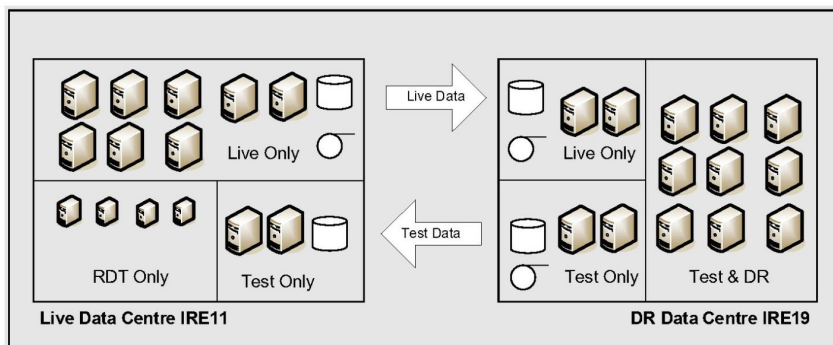 Live Only
RDT Only
Test Only
Live Data Centre IRE11
Live Data
Test Data
Live Only
Test Only
Test & DR
DR Data Centre IRE19